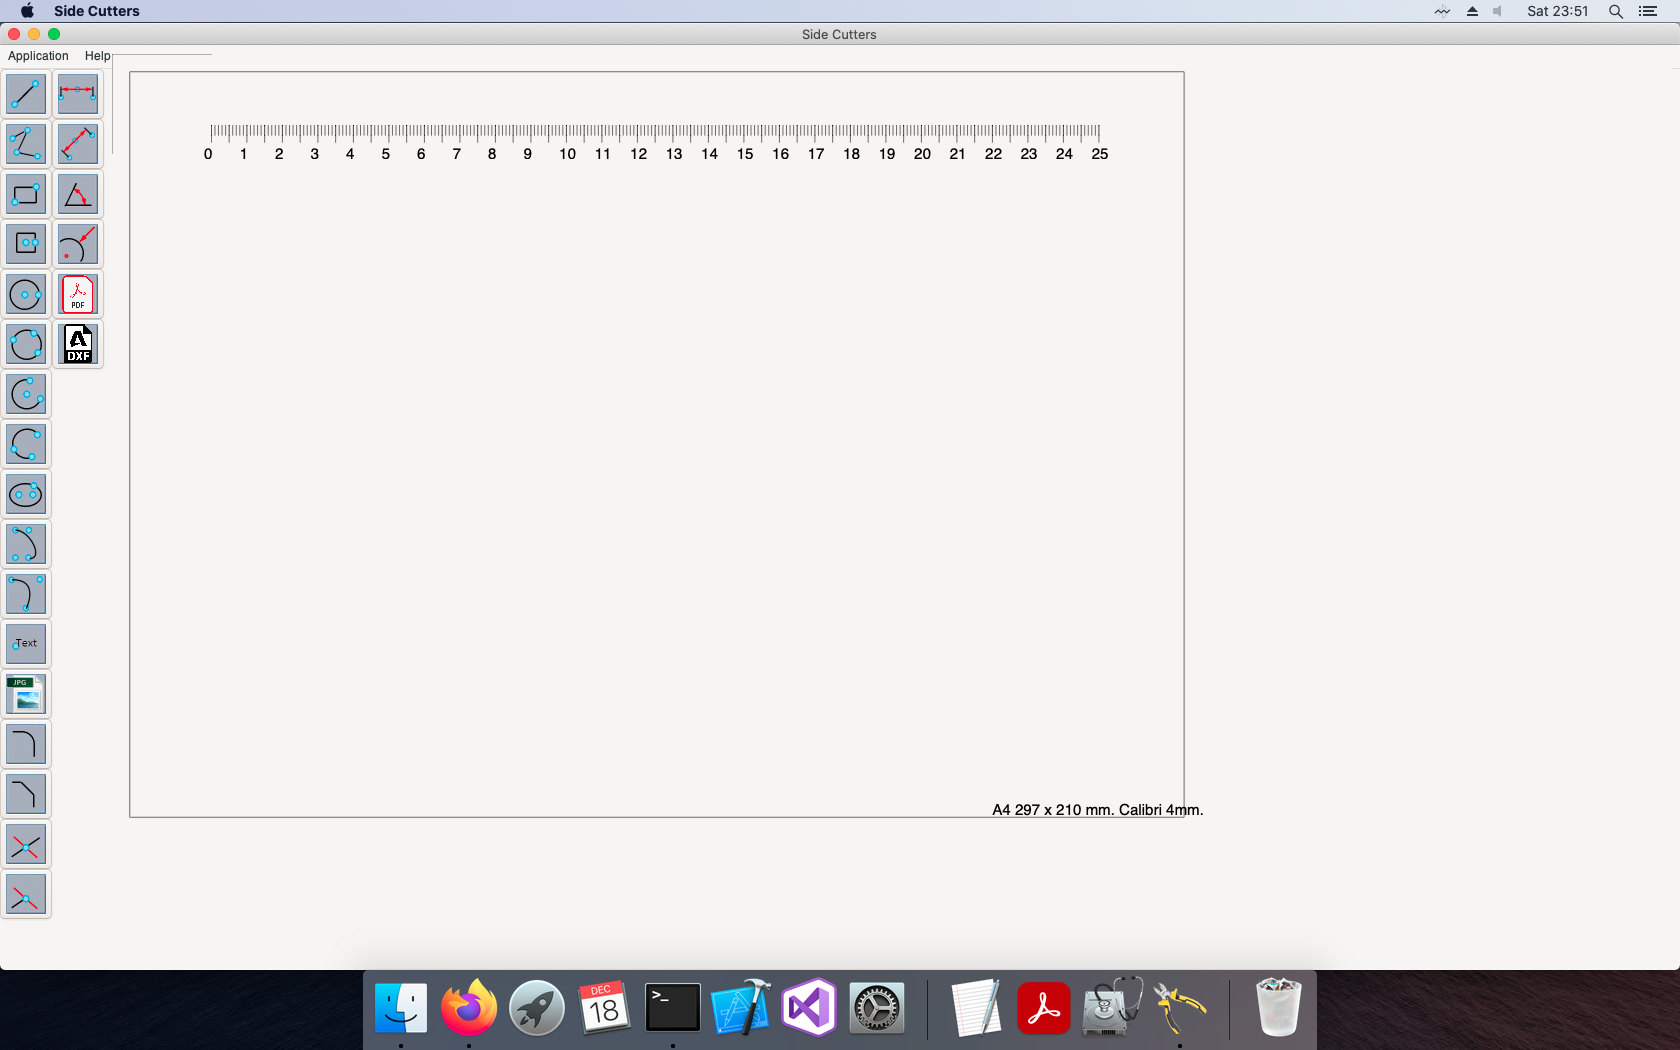 Side Cutters
Sat 23:51
Side Cutters
Application Help
0 1 2 3 4 5 6 7 8 9 10 11 12 13 14 15 16 17 18 19 20 21 22 23 24 25
PDF
A
DXF
Text
JPG
A4 297 x 210 mm. Calibri 4mm.
DEC
18
>_